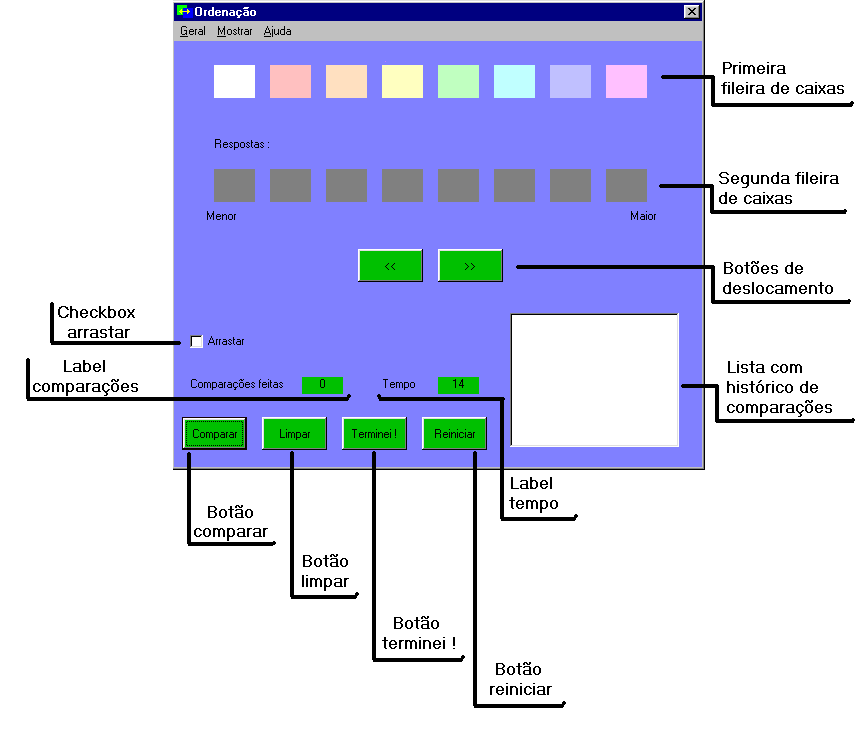 Ordenação
Geral Mostrar Ajuda
Primeira
fileira de caixas
Respostas :
Segunda fileira
de caixas
Menor
Maior
<<
>>
Botões de
deslocamento
Checkbox
arrastar
Arrastar
Label
comparações
Comparações feitas 0
Tempo 14
Lista com
histórico de
comparações
Comparar
Limpar
Terminei !
Reiniciar
Label
tempo
Botão
comparar
Botão
limpar
Botão
terminei !
Botão
reiniciar